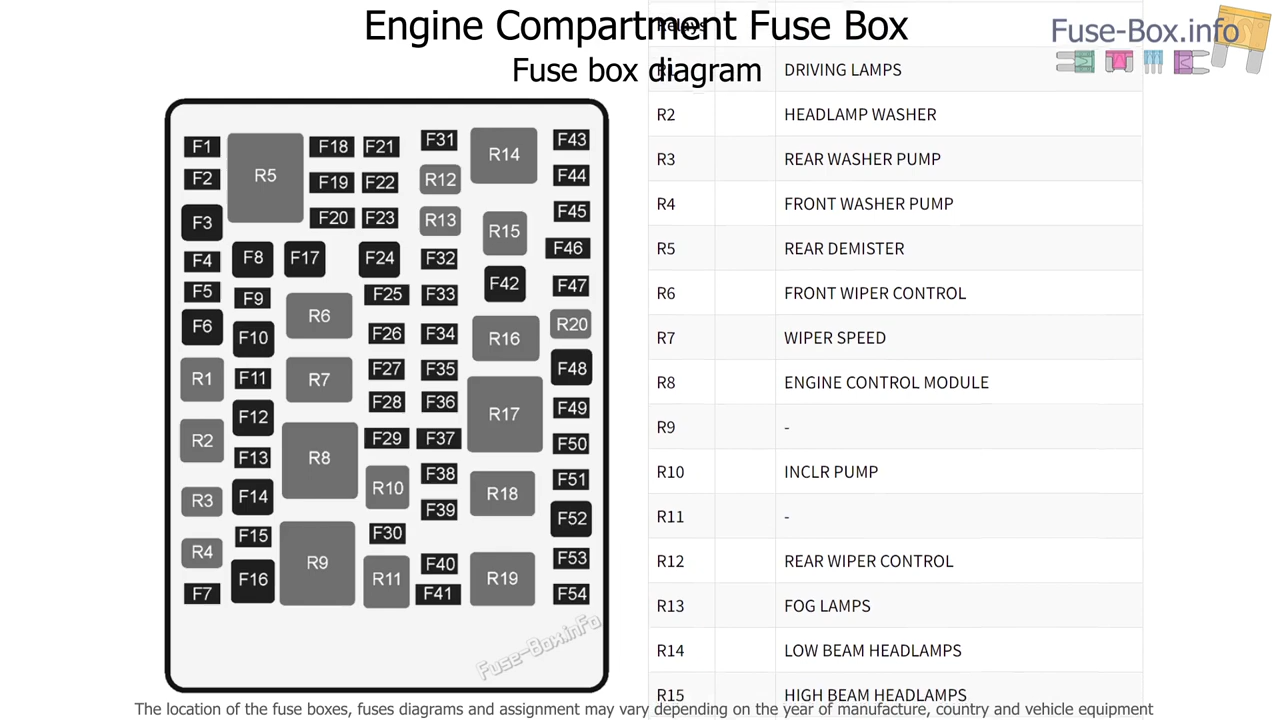 Engine Compartment Fuse Box
Fuse box diagram
Fuse-Box.info
F1
F2
F3
F4
F5
F6
R1
R2
R3
R4
F7
R5
F8
F9
F10
F11
F12
F13
F14
F15
F16
F17
R6
R7
R8
R9
F18
F19
F20
F21
F22
F23
F24
F25
F26
F27
F28
F29
R10
F30
R11
F31
R12
R13
F32
F33
F34
F35
F36
F37
F38
F39
F40
F41
R14
R15
F42
R16
R17
R18
R19
F43
F44
F45
F46
F47
R20
F48
F49
F50
F51
F52
F53
F54
Fuse-Box.info
Relays
R1 DRIVING LAMPS
R2 HEADLAMP WASHER
R3 REAR WASHER PUMP
R4 FRONT WASHER PUMP
R5 REAR DEMISTER
R6 FRONT WIPER CONTROL
R7 WIPER SPEED
R8 ENGINE CONTROL MODULE
R9 -
R10 INCLR PUMP
R11 -
R12 REAR WIPER CONTROL
R13 FOG LAMPS
R14 LOW BEAM HEADLAMPS
R15 HIGH BEAM HEADLAMPS
The location of the fuse boxes, fuses diagrams and assignment may vary depending on the year of manufacture, country and vehicle equipment